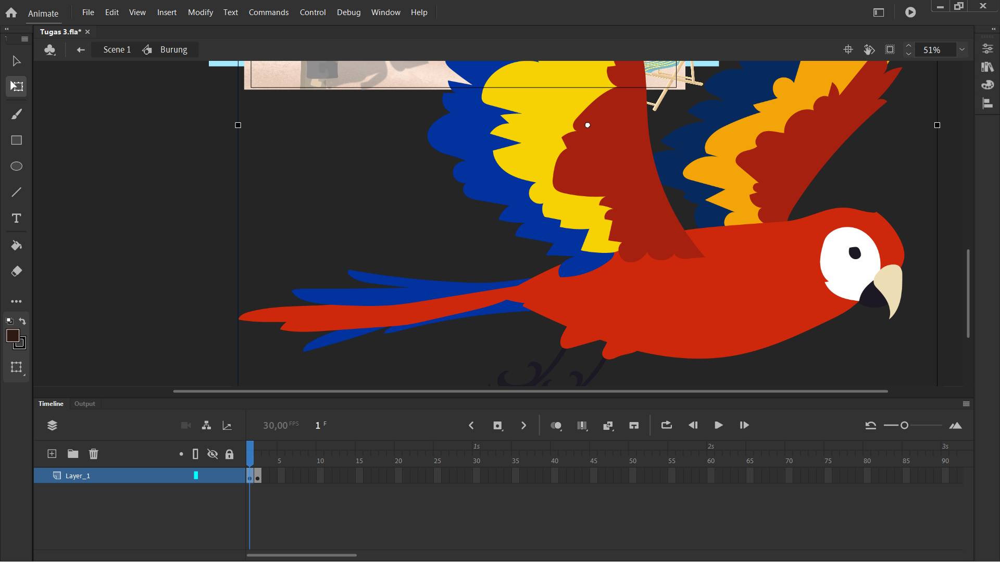 Animate File Edit View Insert Modify Text Commands Control Debug Window Help
Tugas 3.fla*
Scene 1 Burung 51%
T
Timeline Output
30,00 FPS 1 F
1s 2s 3s
5 10 15 20 25 30 35 40 45 50 55 60 65 70 75 80 85 90
Layer_1